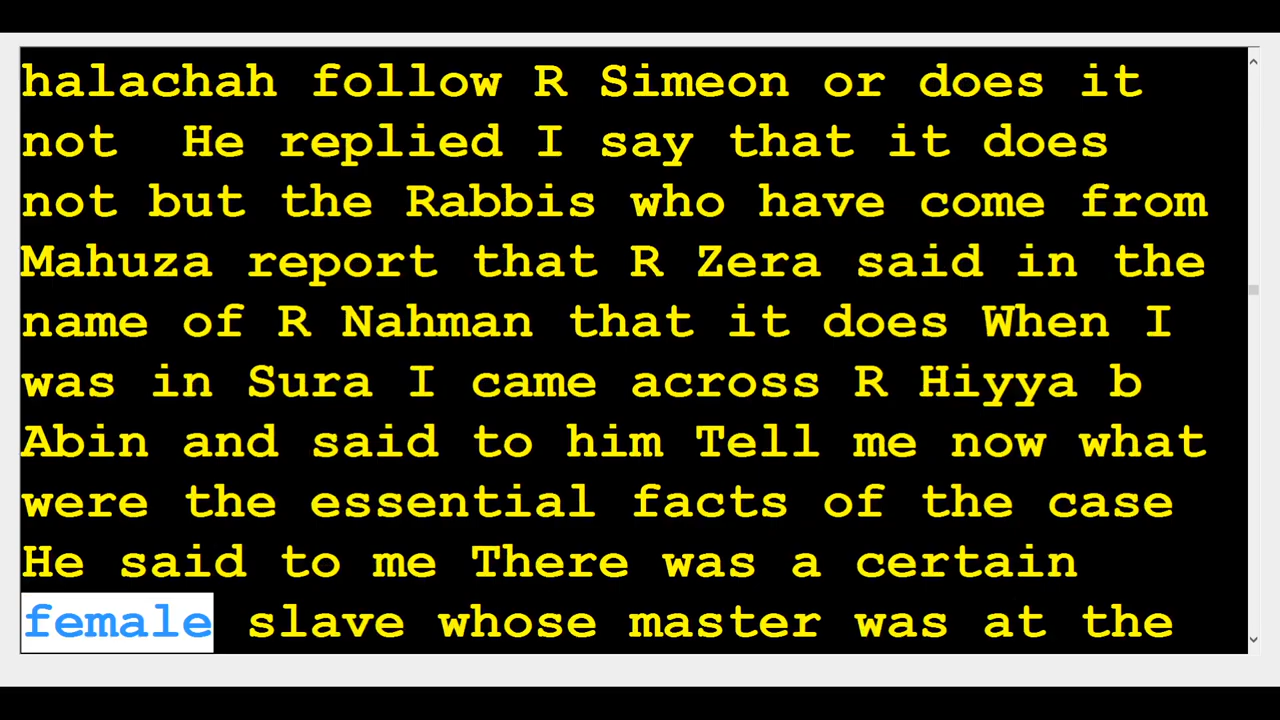 halachah follow R Simeon or does it
not He replied I say that it does
not but the Rabbis who have come from
Mahuza report that R Zera said in the
name of R Nahman that it does When I
was in Sura I came across R Hiyya b
Abin and said to him Tell me now what
were the essential facts of the case
He said to me There was a certain
female slave whose master was at the